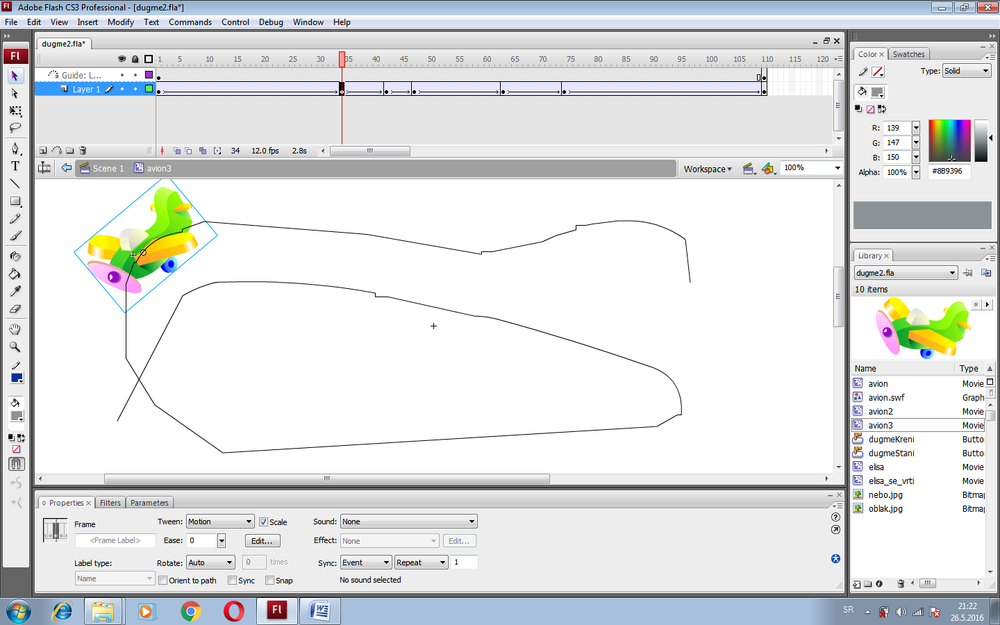 Adobe Flash CS3 Professional - [dugme2.fla*]
File Edit View Insert Modify Text Commands Control Debug Window Help
dugme2.fla*
1 5 10 15 20 25 30 35 40 45 50 55 60 65 70 75 80 85 90 95 100 105 110 115 120
Guide: L...
Layer 1
34 12.0 fps 2.8s
Scene 1 avion3 Workspace 100%
Fl
T
Color Swatches
Type: Solid
R: 139
G: 147
B: 150
Alpha: 100% #8B9396
Library
dugme2.fla
10 items
Name Type
avion Movie
avion.swf Graph
avion2 Movie
avion3 Movie
dugmeKreni Butto
dugmeStani Butto
elisa Movie
elisa_se_vrti Movie
nebo.jpg Bitmap
oblak.jpg Bitmap
Properties Filters Parameters
Frame Tween: Motion Scale Sound: None
<Frame Label> Ease: 0 Edit... Effect: None Edit...
Label type: Rotate: Auto 0 times Sync: Event Repeat 1
Name Orient to path Sync Snap No sound selected
SR 21:22
26.5.2016